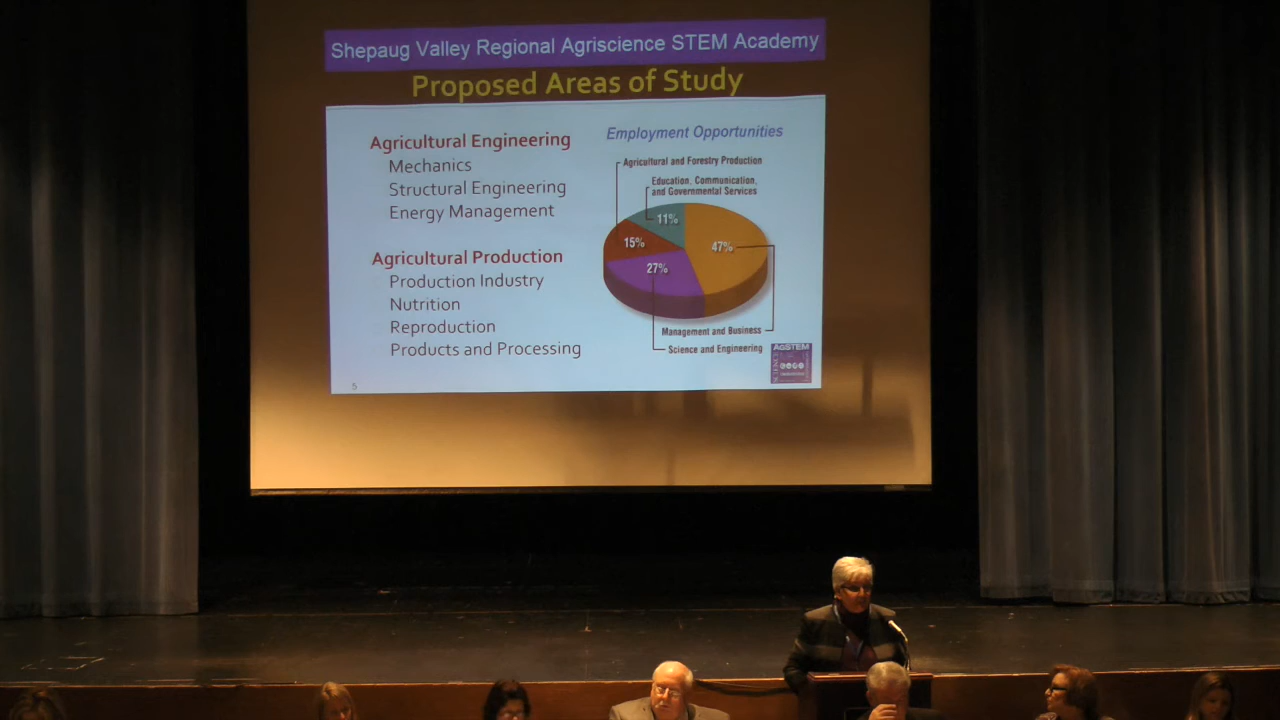 Shepaug Valley Regional Agriscience STEM Academy
Proposed Areas of Study
Agricultural Engineering
Mechanics
Structural Engineering
Energy Management
Agricultural Production
Production Industry
Nutrition
Reproduction
Products and Processing
5
Employment Opportunities
Agricultural and Forestry Production
Education, Communication,
and Governmental Services
11%
15%
47%
27%
Management and Business
Science and Engineering
AGSTEM
SCIENCE